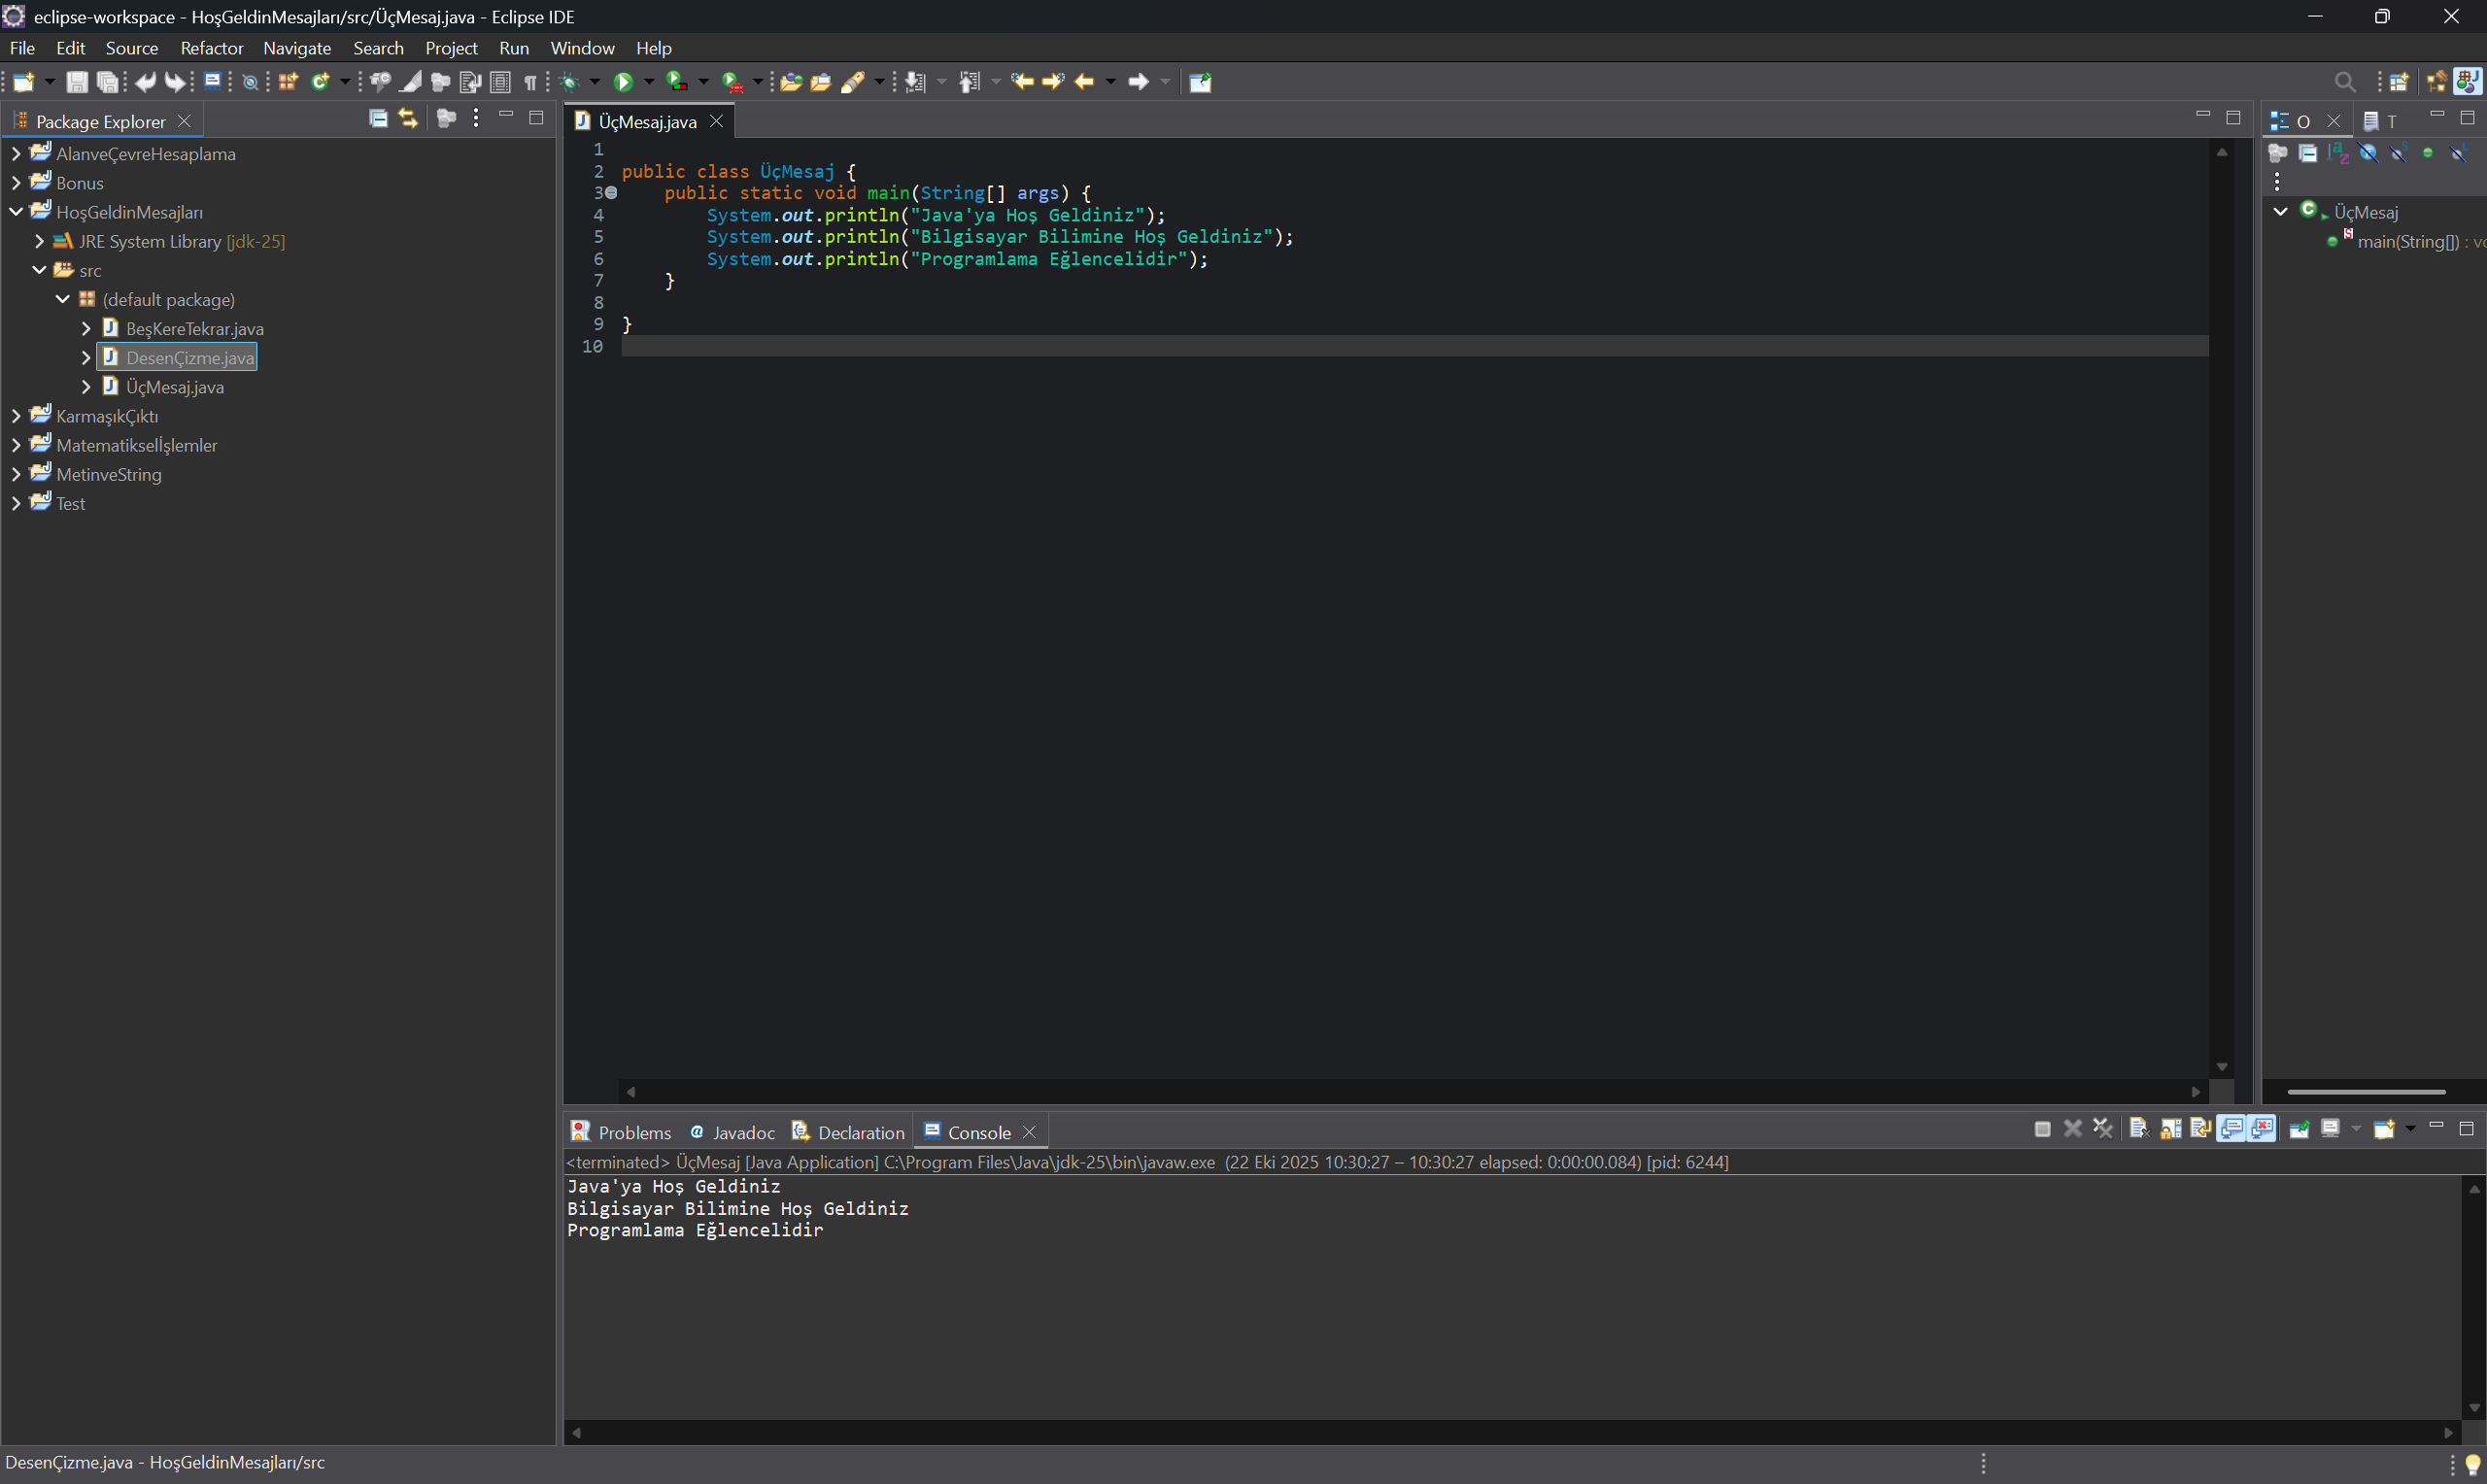 eclipse-workspace - HoşGeldinMesajları/src/ÜçMesaj.java - Eclipse IDE
File Edit Source Refactor Navigate Search Project Run Window Help
Package Explorer
AlanveÇevreHesaplama
Bonus
HoşGeldinMesajları
JRE System Library [jdk-25]
src
(default package)
BeşKereTekrar.java
DesenÇizme.java
ÜçMesaj.java
KarmaşıkÇıktı
Matematikselİşlemler
MetinveString
Test
ÜçMesaj.java
1
2 public class ÜçMesaj {
3 public static void main(String[] args) {
4 System.out.println("Java'ya Hoş Geldiniz");
5 System.out.println("Bilgisayar Bilimine Hoş Geldiniz");
6 System.out.println("Programlama Eğlencelidir");
7 }
8
9 }
10
O T
ÜçMesaj
main(String[]) : vo
Problems @ Javadoc Declaration Console
<terminated> ÜçMesaj [Java Application] C:\Program Files\Java\jdk-25\bin\javaw.exe (22 Eki 2025 10:30:27 – 10:30:27 elapsed: 0:00:00.084) [pid: 6244]
Java'ya Hoş Geldiniz
Bilgisayar Bilimine Hoş Geldiniz
Programlama Eğlencelidir
DesenÇizme.java - HoşGeldinMesajları/src